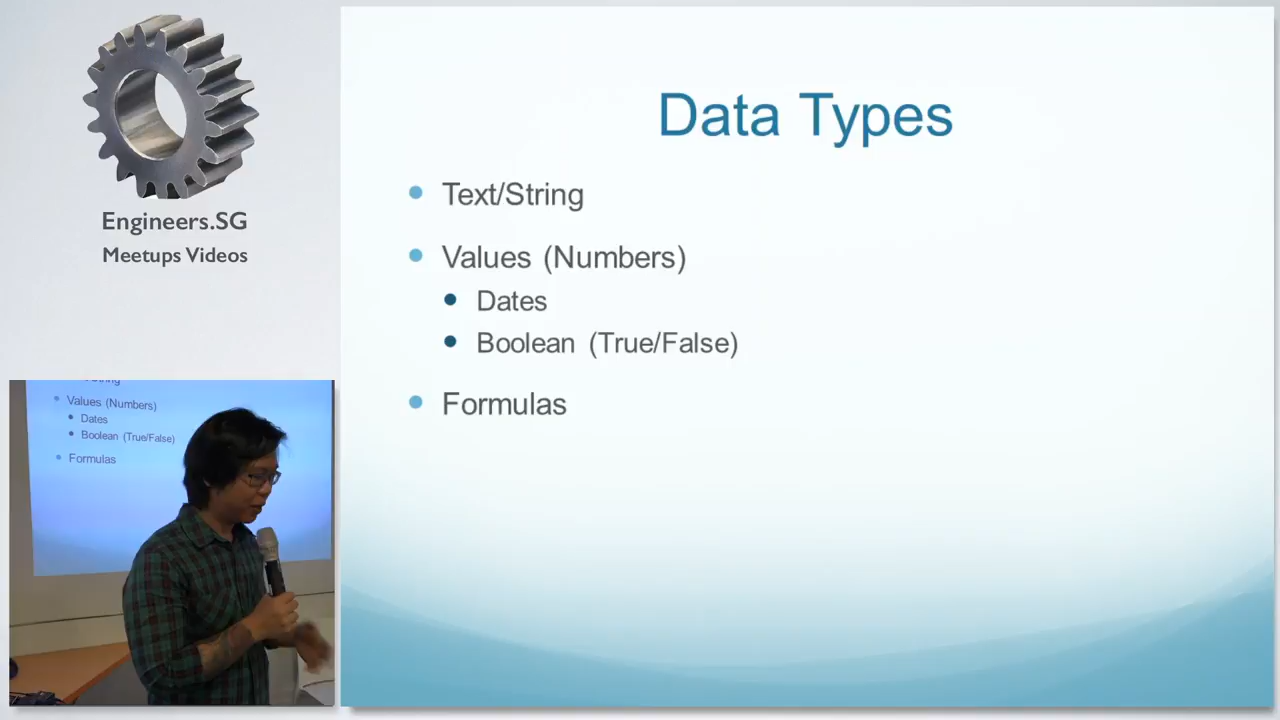 Engineers.SG
Meetups Videos
Data Types
Text/String
Values (Numbers)
Dates
Boolean (True/False)
Formulas
Values (Numbers)
Dates
Boolean (True/False)
Formulas